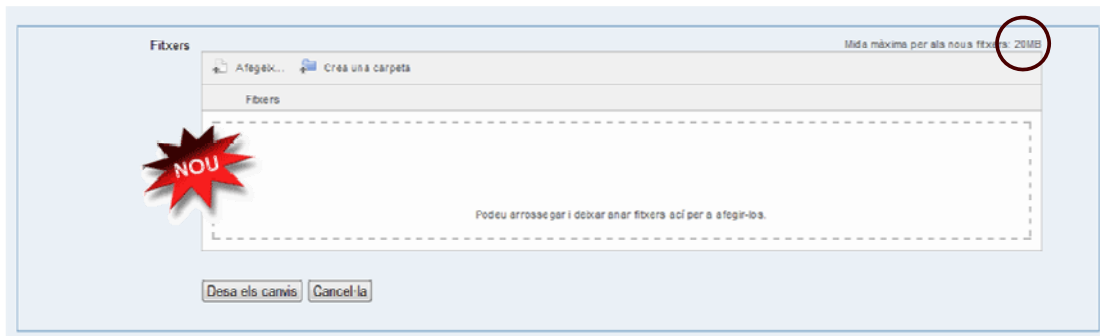 Fitxers
Mida màxima per als nous fitxers: 20MB
Afegeix... Crea una carpeta
Fitxers
NOU
Podeu arrossegar i deixar anar fitxers ací per a afegir-los.
Desa els canvis Cancel·la